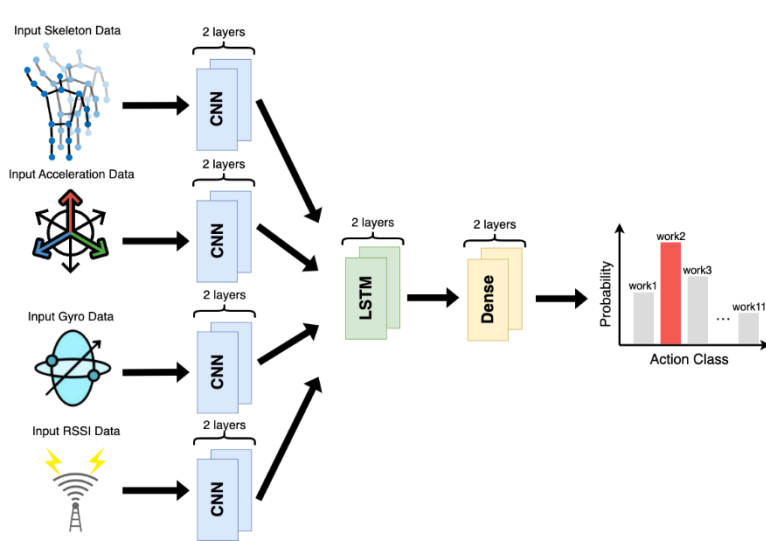 Input Skeleton Data
2 layers
CNN
Input Acceleration Data
2 layers
CNN
Input Gyro Data
2 layers
CNN
Input RSSI Data
2 layers
CNN
2 layers
LSTM
2 layers
Dense
Probability
work1
work2
work3
...
work11
Action Class